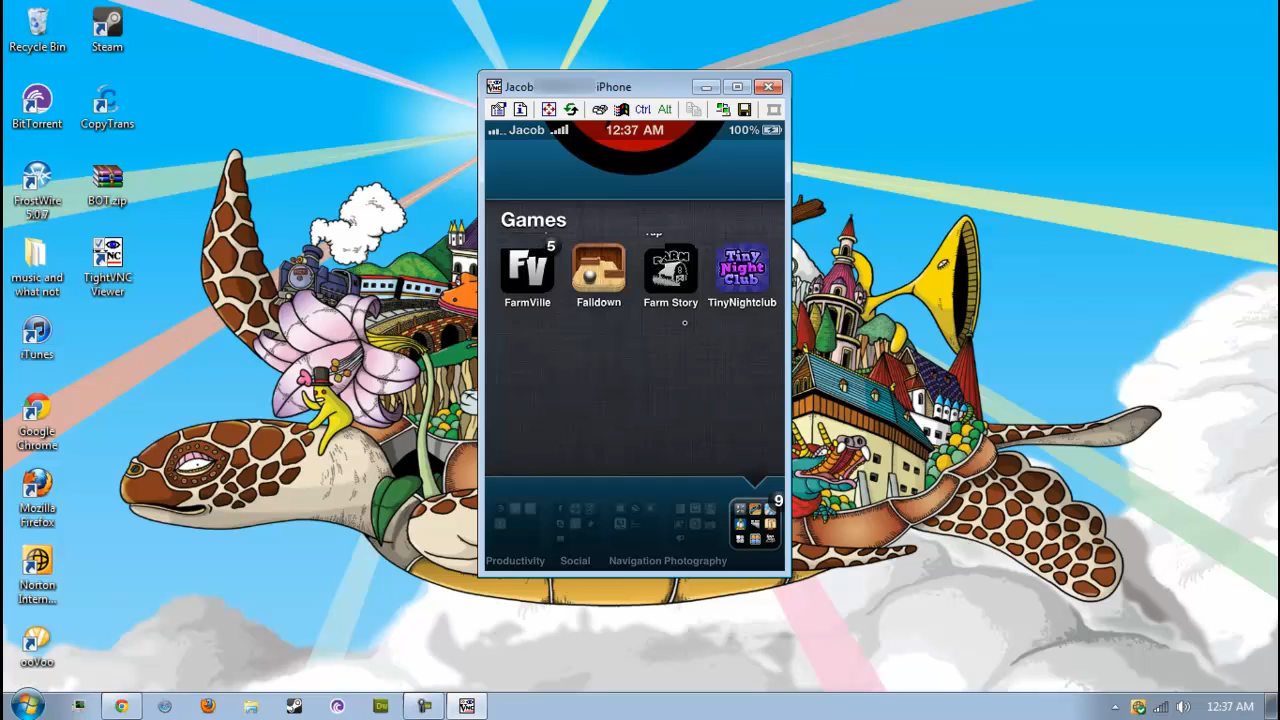 Recycle Bin
Steam
BitTorrent
CopyTrans
FrostWire
5.0.7
BOT.zip
music and
what not
TightVNC
Viewer
iTunes
Google
Chrome
Mozilla
Firefox
Norton
Intern...
ooVoo
Jacob iPhone
Ctrl Alt
Jacob 12:37 AM 100%
Games
5
FV
FARM
Tiny
Night
Club
FarmVille Falldown Farm Story TinyNightclub
9
Productivity Social Navigation Photography
12:37 AM